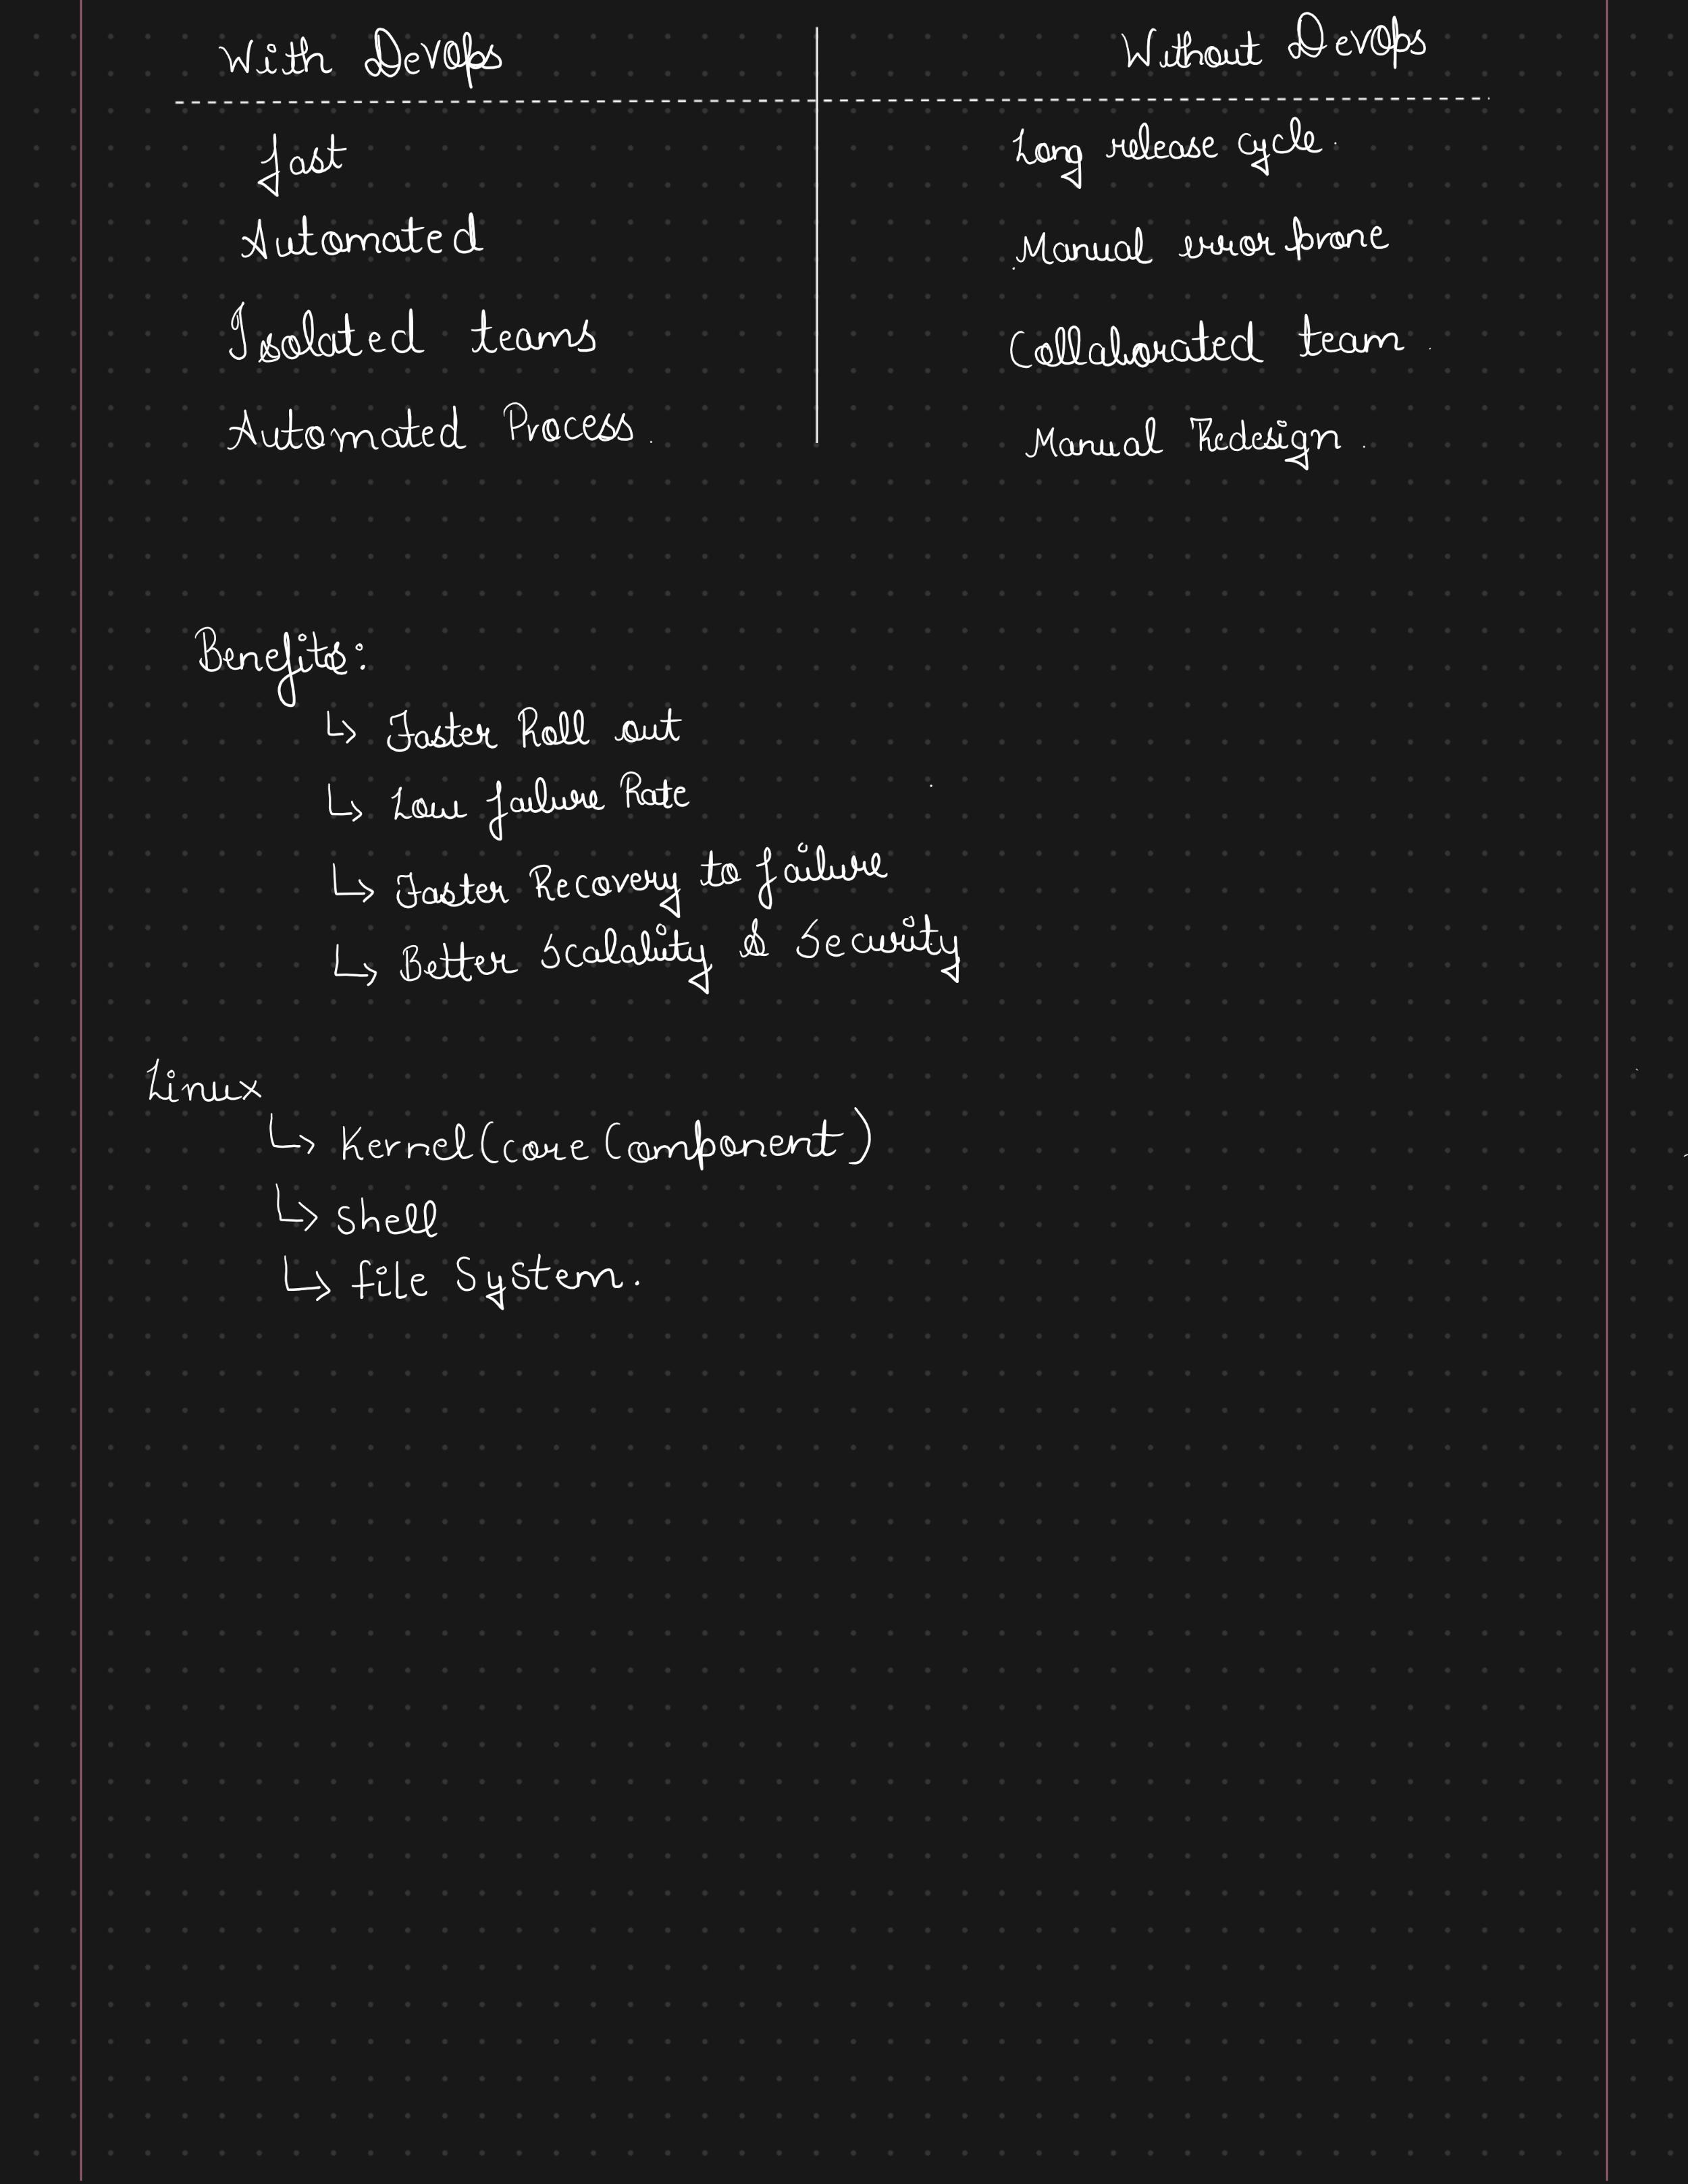 With DevOps Without DevOps
fast Long release cycle.
Automated Manual error prone
Isolated teams Collaborated team
Automated Process. Manual Redesign.
Benefits:
↳ Faster Roll out
↳ Low failure Rate
↳ Faster Recovery to failure
↳ Better Scalability & Security
Linux
↳ Kernel (core Component)
↳ Shell
↳ file System.